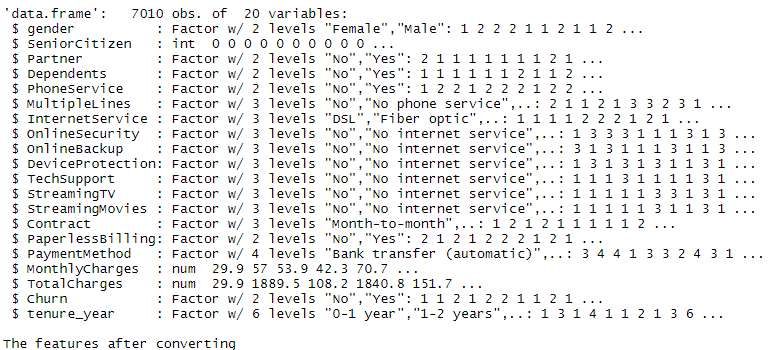 'data.frame':   7010 obs. of  20 variables:
 $ gender          : Factor w/ 2 levels "Female","Male": 1 2 2 2 1 1 2 1 1 2 ...
 $ SeniorCitizen   : int  0 0 0 0 0 0 0 0 0 0 ...
 $ Partner         : Factor w/ 2 levels "No","Yes": 2 1 1 1 1 1 1 1 2 1 ...
 $ Dependents      : Factor w/ 2 levels "No","Yes": 1 1 1 1 1 1 2 1 1 2 ...
 $ PhoneService    : Factor w/ 2 levels "No","Yes": 1 2 2 1 2 2 2 1 2 2 ...
 $ MultipleLines   : Factor w/ 3 levels "No","No phone service",..: 2 1 1 2 1 3 3 2 3 1 ...
 $ InternetService : Factor w/ 3 levels "DSL","Fiber optic",..: 1 1 1 1 2 2 2 1 2 1 ...
 $ OnlineSecurity  : Factor w/ 3 levels "No","No internet service",..: 1 3 3 3 1 1 1 3 1 3 ...
 $ OnlineBackup    : Factor w/ 3 levels "No","No internet service",..: 3 1 3 1 1 1 3 1 1 3 ...
 $ DeviceProtection: Factor w/ 3 levels "No","No internet service",..: 1 3 1 3 1 3 1 1 3 1 ...
 $ TechSupport     : Factor w/ 3 levels "No","No internet service",..: 1 1 1 3 1 1 1 1 3 1 ...
 $ StreamingTV     : Factor w/ 3 levels "No","No internet service",..: 1 1 1 1 1 3 3 1 3 1 ...
 $ StreamingMovies : Factor w/ 3 levels "No","No internet service",..: 1 1 1 1 1 3 1 1 3 1 ...
 $ Contract        : Factor w/ 3 levels "Month-to-month",..: 1 2 1 2 1 1 1 1 1 2 ...
 $ PaperlessBilling: Factor w/ 2 levels "No","Yes": 2 1 2 1 2 2 2 1 2 1 ...
 $ PaymentMethod   : Factor w/ 4 levels "Bank transfer (automatic)",..: 3 4 4 1 3 3 2 4 3 1 ...
 $ MonthlyCharges  : num  29.9 57 53.9 42.3 70.7 ...
 $ TotalCharges    : num  29.9 1889.5 108.2 1840.8 151.7 ...
 $ Churn           : Factor w/ 2 levels "No","Yes": 1 1 2 1 2 2 1 1 2 1 ...
 $ tenure_year     : Factor w/ 6 levels "0-1 year","1-2 years",..: 1 3 1 4 1 1 2 1 3 6 ...
The features after converting